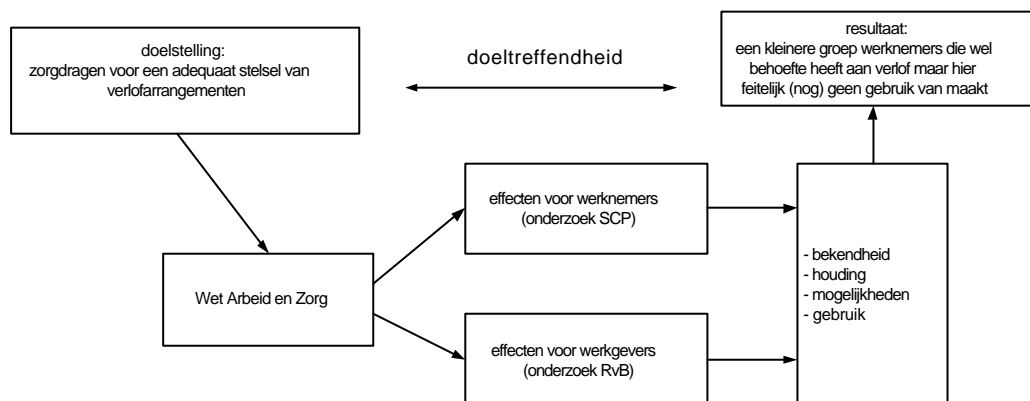 doelstelling:
zorgdragen voor een adequaat stelsel van
verlofarrangementen
doeltreffendheid
resultaat:
een kleinere groep werknemers die wel
behoefte heeft aan verlof maar hier
feitelijk (nog) geen gebruik van maakt
effecten voor werknemers
(onderzoek SCP)
Wet Arbeid en Zorg
effecten voor werkgevers
(onderzoek RvB)
- bekendheid
- houding
- mogelijkheden
- gebruik